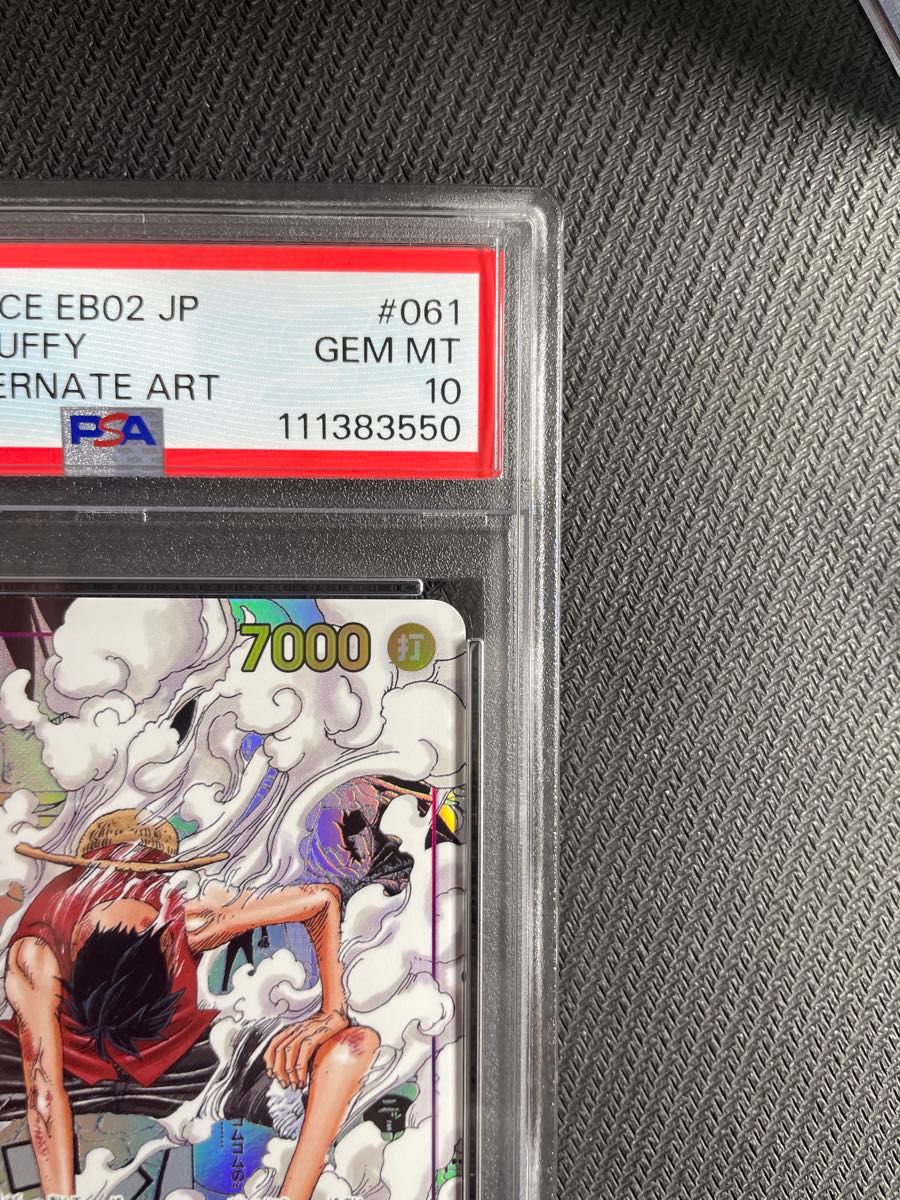 CE EB02 JP #061
UFFY GEM MT
ERNATE ART 10
PSA 111383550
7000 打